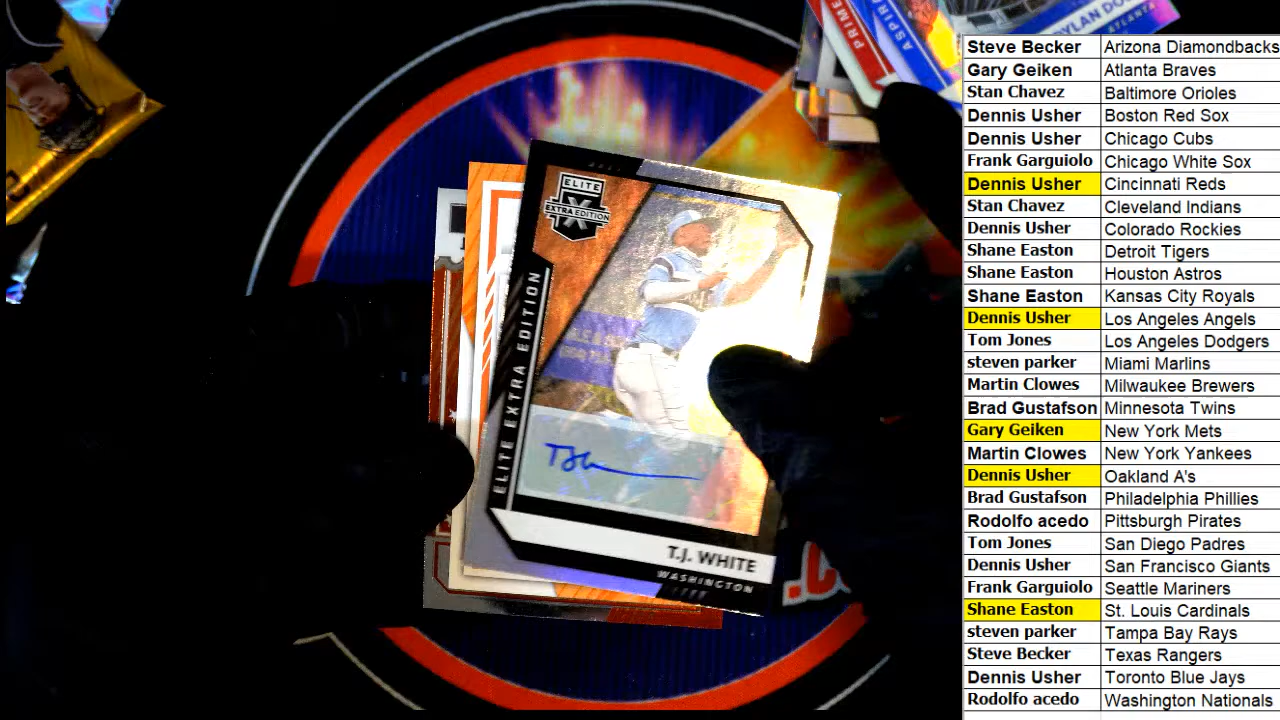 PRIME
ASPIR
YLAN DO
ATLANTA
ELITE
X
EXTRA EDITION
ELITE EXTRA EDITION
T.J. WHITE
WASHINGTON
Steve Becker Arizona Diamondbacks
Gary Geiken Atlanta Braves
Stan Chavez Baltimore Orioles
Dennis Usher Boston Red Sox
Dennis Usher Chicago Cubs
Frank Garguiolo Chicago White Sox
Dennis Usher Cincinnati Reds
Stan Chavez Cleveland Indians
Dennis Usher Colorado Rockies
Shane Easton Detroit Tigers
Shane Easton Houston Astros
Shane Easton Kansas City Royals
Dennis Usher Los Angeles Angels
Tom Jones Los Angeles Dodgers
steven parker Miami Marlins
Martin Clowes Milwaukee Brewers
Brad Gustafson Minnesota Twins
Gary Geiken New York Mets
Martin Clowes New York Yankees
Dennis Usher Oakland A's
Brad Gustafson Philadelphia Phillies
Rodolfo acedo Pittsburgh Pirates
Tom Jones San Diego Padres
Dennis Usher San Francisco Giants
Frank Garguiolo Seattle Mariners
Shane Easton St. Louis Cardinals
steven parker Tampa Bay Rays
Steve Becker Texas Rangers
Dennis Usher Toronto Blue Jays
Rodolfo acedo Washington Nationals